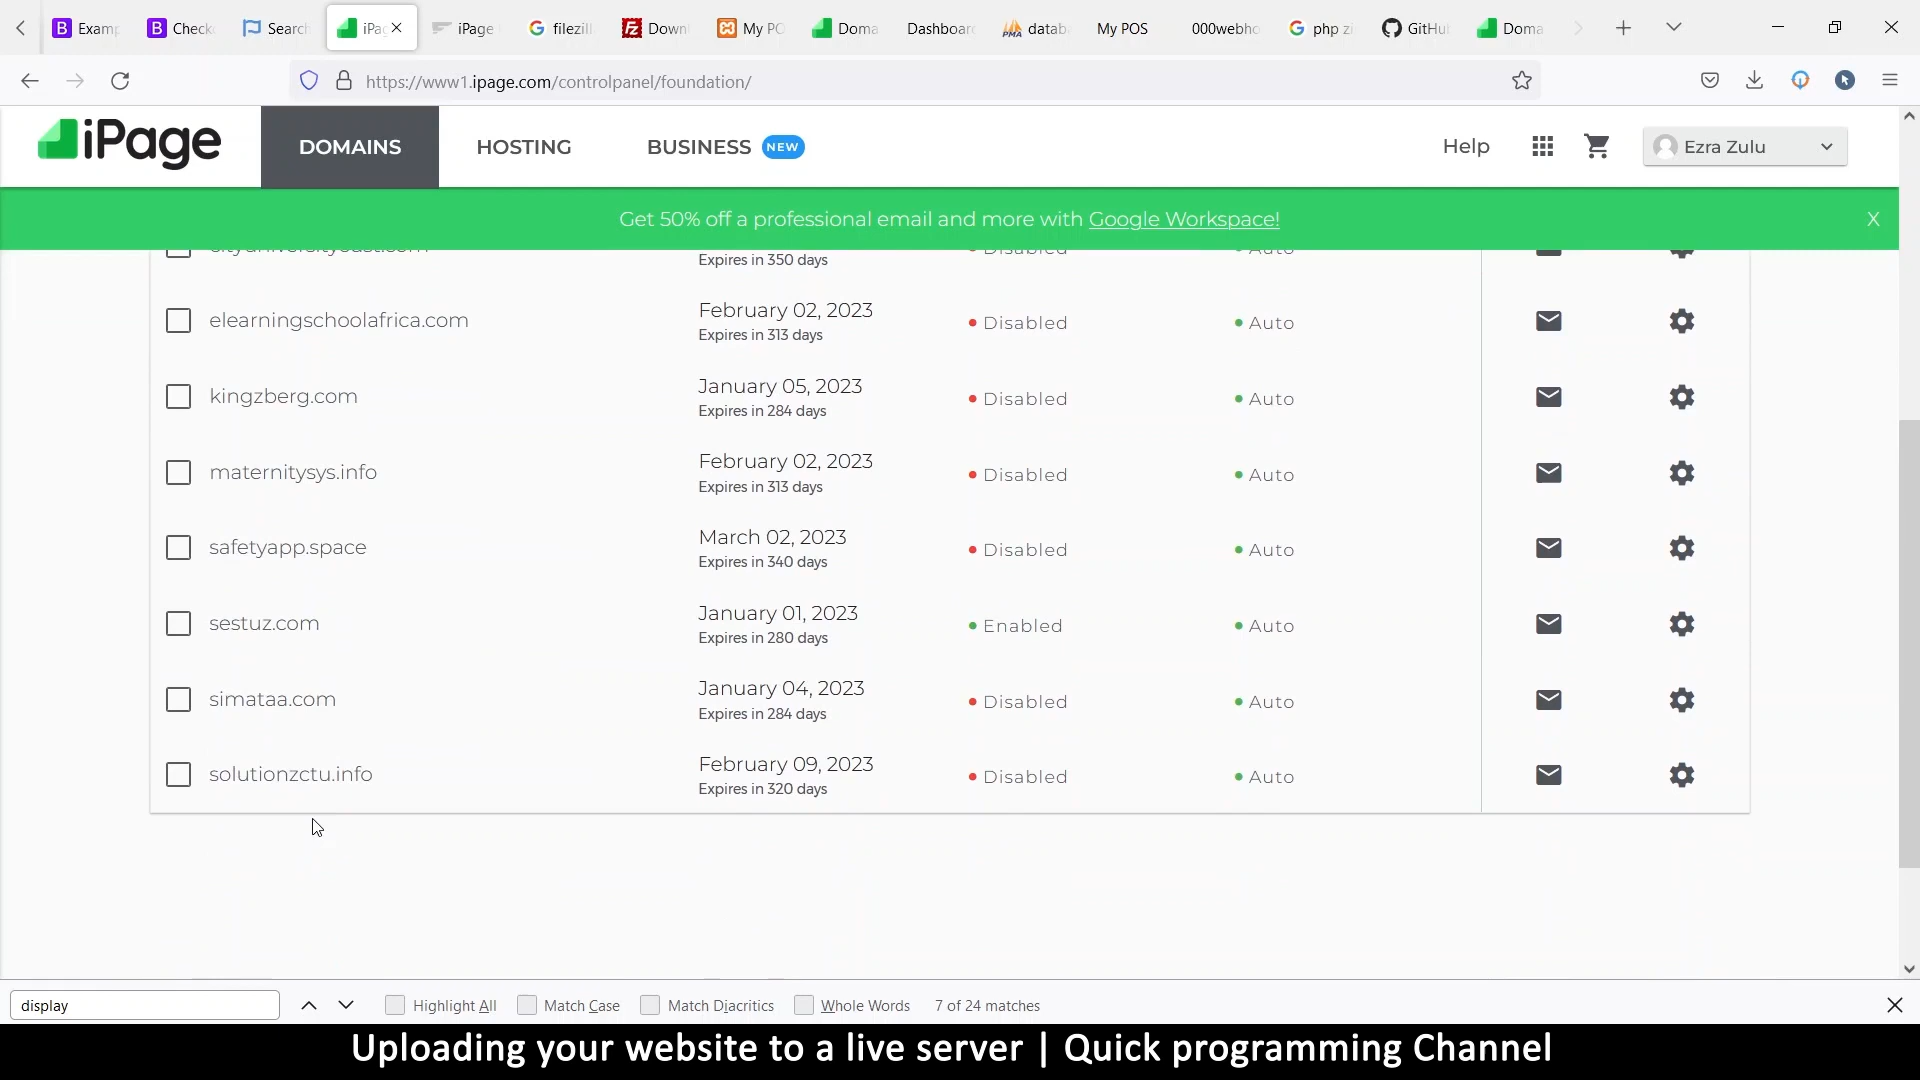 Examp Check Search iPag iPage filezill Downl My PO Doma Dashboar datab My POS 000webho php zi GitHu Doma
https://www1.ipage.com/controlpanel/foundation/
iPage DOMAINS HOSTING BUSINESS NEW Help Ezra Zulu
Get 50% off a professional email and more with Google Workspace! X
Expires in 350 days
elearningschoolafrica.com February 02, 2023 Disabled Auto
Expires in 313 days
kingzberg.com January 05, 2023 Disabled Auto
Expires in 284 days
maternitysys.info February 02, 2023 Disabled Auto
Expires in 313 days
safetyapp.space March 02, 2023 Disabled Auto
Expires in 340 days
sestuz.com January 01, 2023 Enabled Auto
Expires in 280 days
simataa.com January 04, 2023 Disabled Auto
Expires in 284 days
solutionzctu.info February 09, 2023 Disabled Auto
Expires in 320 days
display Highlight All Match Case Match Diacritics Whole Words 7 of 24 matches
Uploading your website to a live server | Quick programming Channel